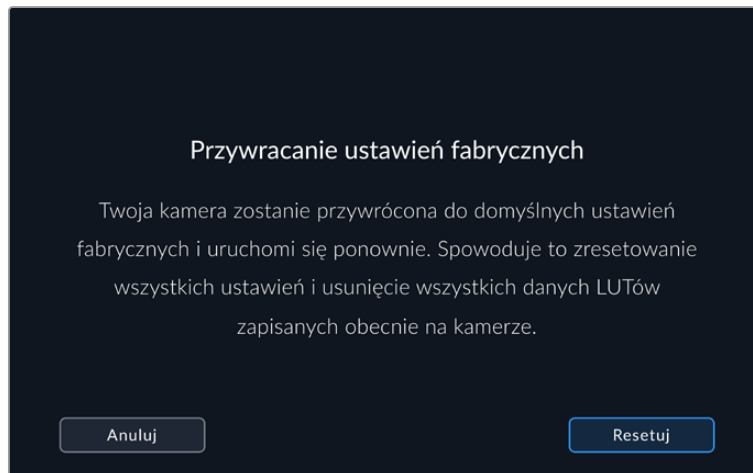 Przywracanie ustawień fabrycznych
Twoja kamera zostanie przywrócona do domyślnych ustawień
fabrycznych i uruchomi się ponownie. Spowoduje to zresetowanie
wszystkich ustawień i usunięcie wszystkich danych LUTów
zapisanych obecnie na kamerze.
Anuluj
Resetuj